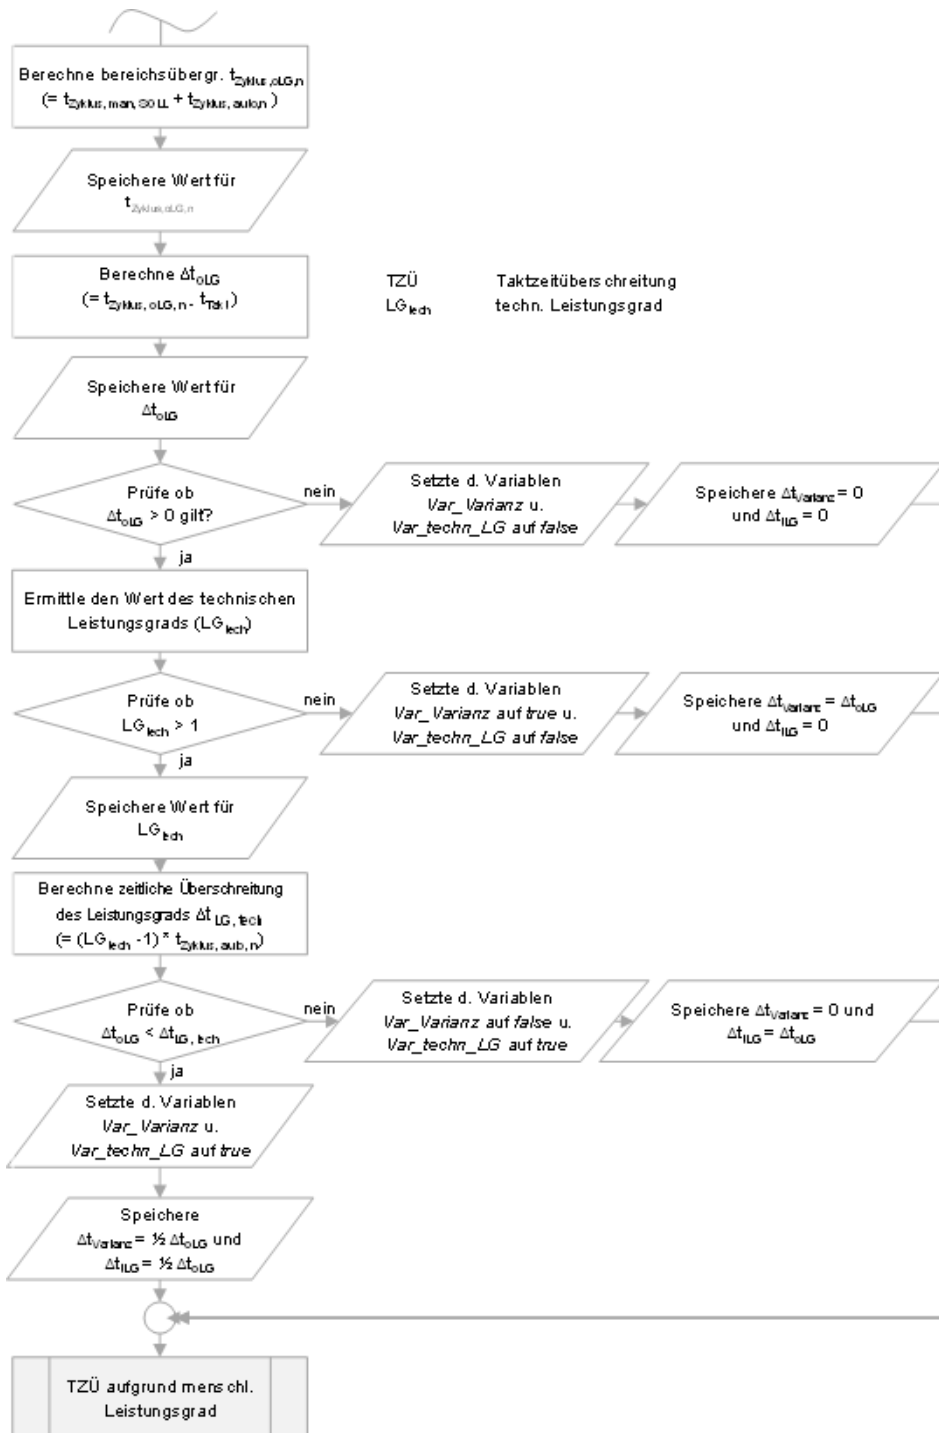 Berechne bereichsübergr. t_Zyklus,oLG,n
(= t_Zyklus,man,SOLL + t_Zyklus,auto,n)
Speichere Wert für
t_Zyklus,oLG,n
Berechne Δt_oLG
(= t_Zyklus,oLG,n - t_Takt)
TZÜ Taktzeitüberschreitung
LG_tech techn. Leistungsgrad
Speichere Wert für
Δt_oLG
Prüfe ob
Δt_oLG > 0 gilt?
nein
Setzte d. Variablen
Var_Varianz u.
Var_techn_LG auf false
Speichere Δt_Varianz = 0
und Δt_tLG = 0
ja
Ermittle den Wert des technischen
Leistungsgrads (LG_tech)
Prüfe ob
LG_tech > 1
nein
Setzte d. Variablen
Var_Varianz auf true u.
Var_techn_LG auf false
Speichere Δt_Varianz = Δt_oLG
und Δt_tLG = 0
ja
Speichere Wert für
LG_tech
Berechne zeitliche Überschreitung
des Leistungsgrads Δt_LG,tech
(= (LG_tech -1) * t_Zyklus,auto,n)
Prüfe ob
Δt_oLG < Δt_LG,tech
nein
Setzte d. Variablen
Var_Varianz auf false u.
Var_techn_LG auf true
Speichere Δt_Varianz = 0 und
Δt_tLG = Δt_oLG
ja
Setzte d. Variablen
Var_Varianz u.
Var_techn_LG auf true
Speichere
Δt_Varianz = ½ Δt_oLG und
Δt_tLG = ½ Δt_oLG
TZÜ aufgrund menschl.
Leistungsgrad